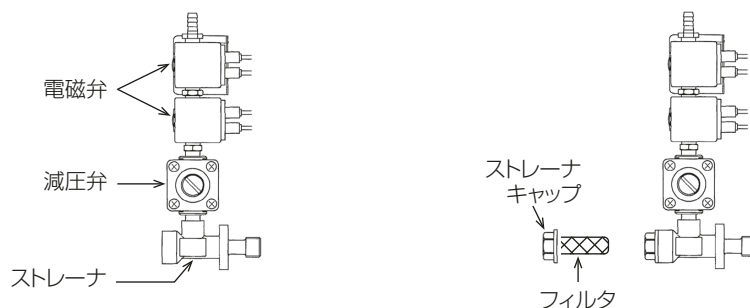 電磁弁
減圧弁
ストレーナ
ストレーナ
キャップ
フィルタ